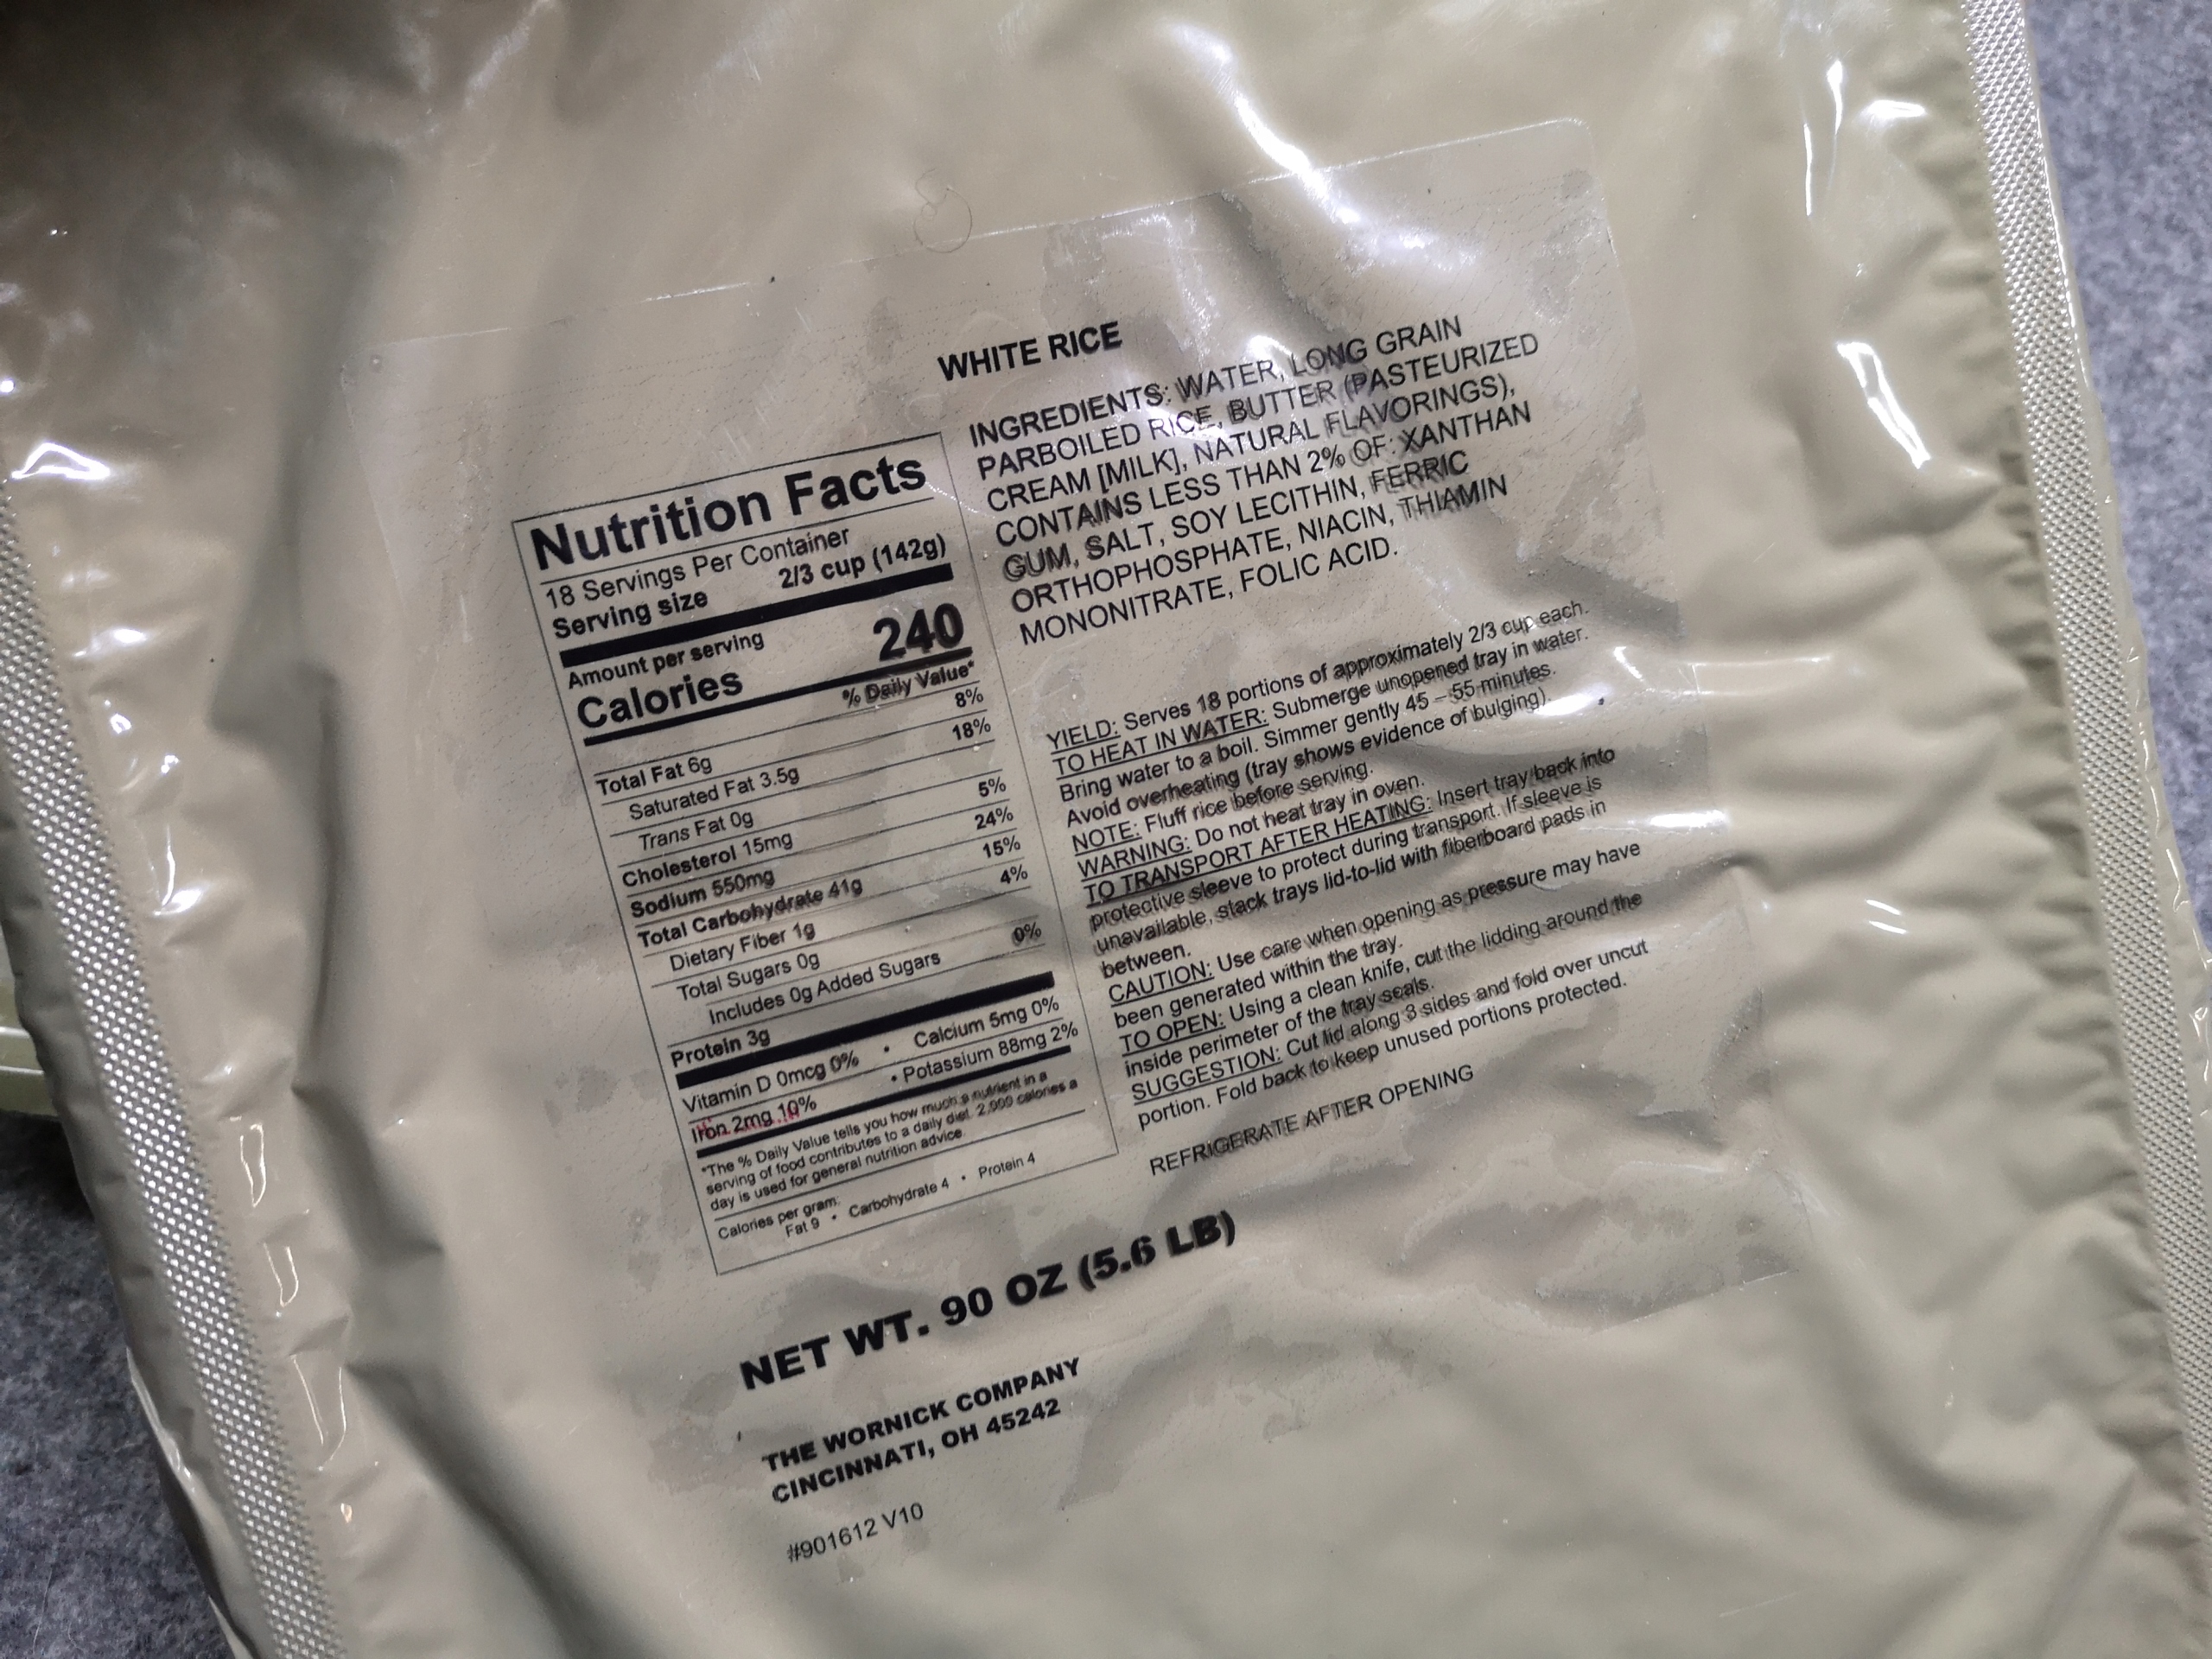 WHITE RICE
Nutrition Facts
18 Servings Per Container
Serving size 2/3 cup (142g)
Amount per serving
Calories 240
% Daily Value*
Total Fat 6g 8%
Saturated Fat 3.5g 18%
Trans Fat 0g
Cholesterol 15mg 5%
Sodium 550mg 24%
Total Carbohydrate 41g 15%
Dietary Fiber 1g 4%
Total Sugars 0g
Includes 0g Added Sugars 0%
Protein 3g
Vitamin D 0mcg 0% • Calcium 5mg 0%
Iron 2mg 10% • Potassium 88mg 2%
*The % Daily Value tells you how much a nutrient in a
serving of food contributes to a daily diet. 2,000 calories a
day is used for general nutrition advice.
Calories per gram:
Fat 9 • Carbohydrate 4 • Protein 4
INGREDIENTS: WATER, LONG GRAIN
PARBOILED RICE, BUTTER (PASTEURIZED
CREAM [MILK], NATURAL FLAVORINGS),
CONTAINS LESS THAN 2% OF: XANTHAN
GUM, SALT, SOY LECITHIN, FERRIC
ORTHOPHOSPHATE, NIACIN, THIAMIN
MONONITRATE, FOLIC ACID.
YIELD: Serves 18 portions of approximately 2/3 cup each.
TO HEAT IN WATER: Submerge unopened tray in water.
Bring water to a boil. Simmer gently 45 – 55 minutes.
Avoid overheating (tray shows evidence of bulging).
NOTE: Fluff rice before serving.
WARNING: Do not heat tray in oven.
TO TRANSPORT AFTER HEATING: Insert tray back into
protective sleeve to protect during transport. If sleeve is
unavailable, stack trays lid-to-lid with fiberboard pads in
between.
CAUTION: Use care when opening as pressure may have
been generated within the tray.
TO OPEN: Using a clean knife, cut the lidding around the
inside perimeter of the tray seals.
SUGGESTION: Cut lid along 3 sides and fold over uncut
portion. Fold back to keep unused portions protected.
REFRIGERATE AFTER OPENING
NET WT. 90 OZ (5.6 LB)
THE WORNICK COMPANY
CINCINNATI, OH 45242
#901612 V10